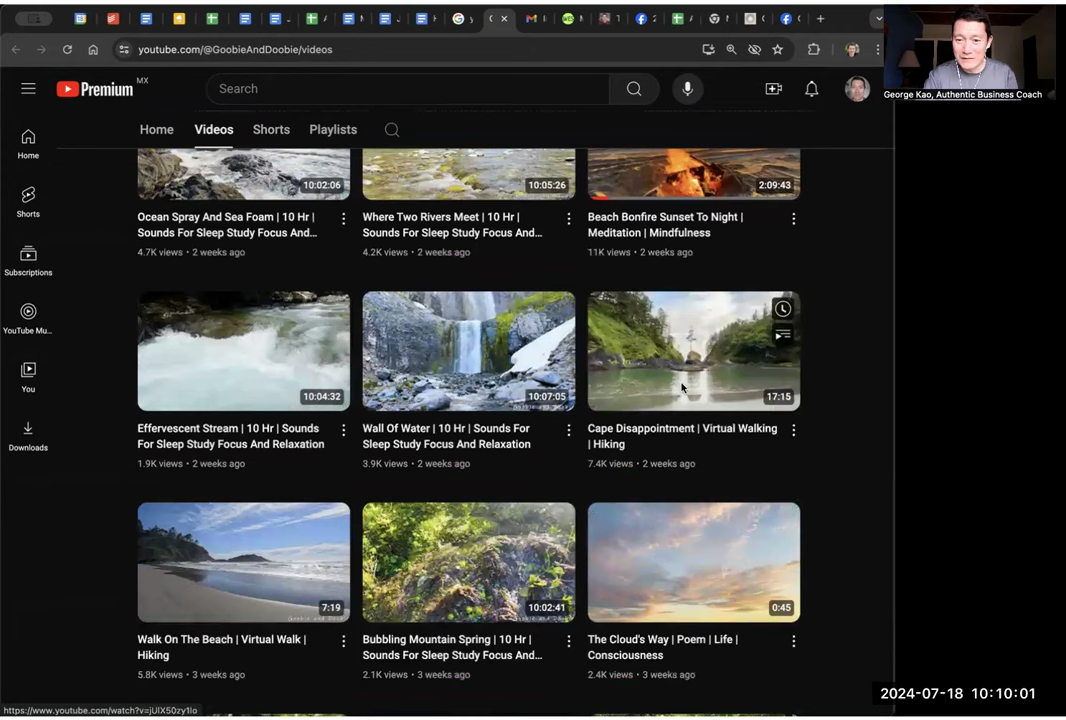 youtube.com/@GoobieAndDoobie/videos
Premium MX
Search
George Kao, Authentic Business Coach
Home
Videos
Shorts
Playlists
Home
Shorts
Subscriptions
YouTube Mu...
You
Downloads
10:02:06
10:05:26
2:09:43
Ocean Spray And Sea Foam | 10 Hr |
Sounds For Sleep Study Focus And...
4.7K views • 2 weeks ago
Where Two Rivers Meet | 10 Hr |
Sounds For Sleep Study Focus And...
4.2K views • 2 weeks ago
Beach Bonfire Sunset To Night |
Meditation | Mindfulness
11K views • 2 weeks ago
10:04:32
10:07:05
17:15
Effervescent Stream | 10 Hr | Sounds
For Sleep Study Focus And Relaxation
1.9K views • 2 weeks ago
Wall Of Water | 10 Hr | Sounds For
Sleep Study Focus And Relaxation
3.9K views • 2 weeks ago
Cape Disappointment | Virtual Walking
| Hiking
7.4K views • 2 weeks ago
7:19
10:02:41
0:45
Walk On The Beach | Virtual Walk |
Hiking
5.8K views • 3 weeks ago
Bubbling Mountain Spring | 10 Hr |
Sounds For Sleep Study Focus And...
2.1K views • 3 weeks ago
The Cloud's Way | Poem | Life |
Consciousness
2.4K views • 3 weeks ago
2024-07-18 10:10:01